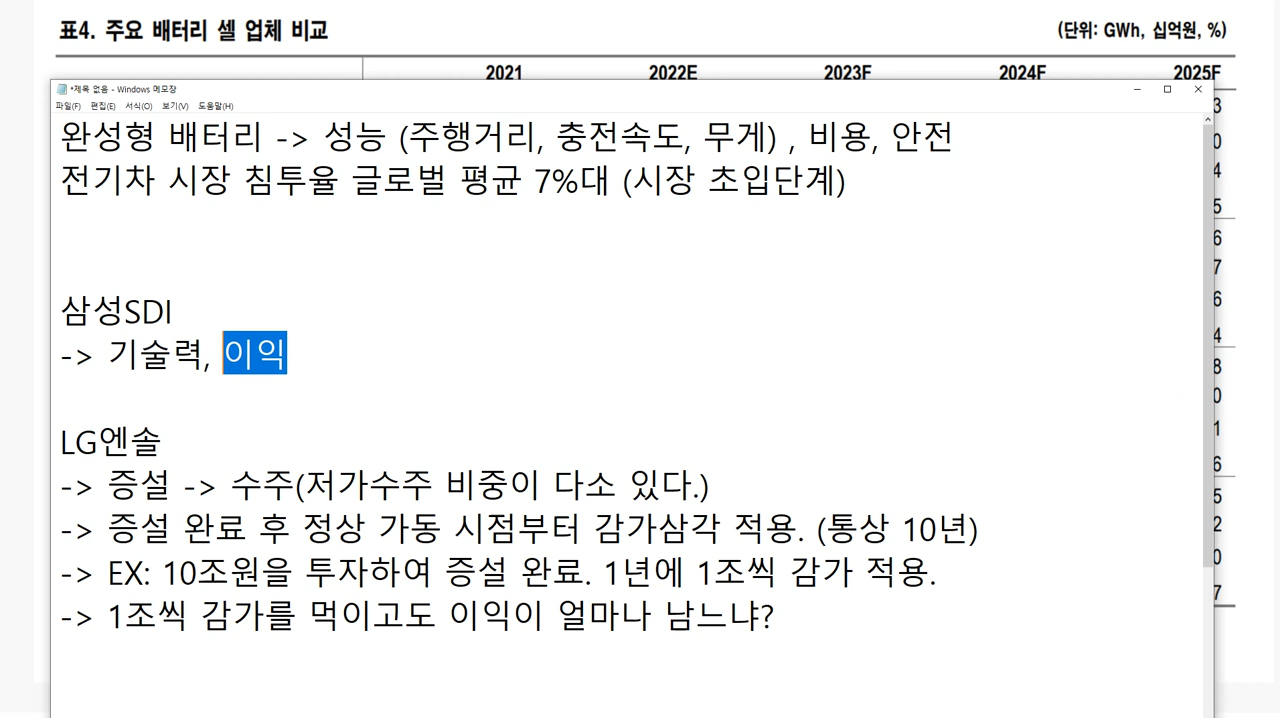 표4. 주요 배터리 셀 업체 비교
(단위: GWh, 십억원, %)
2021 2022E 2023F 2024F 2025F
*제목 없음 - Windows 메모장
파일(F) 편집(E) 서식(O) 보기(V) 도움말(H)
완성형 배터리 -> 성능 (주행거리, 충전속도, 무게) , 비용, 안전
전기차 시장 침투율 글로벌 평균 7%대 (시장 초입단계)
삼성SDI
-> 기술력, 이익
LG엔솔
-> 증설 -> 수주(저가수주 비중이 다소 있다.)
-> 증설 완료 후 정상 가동 시점부터 감가삼각 적용. (통상 10년)
-> EX: 10조원을 투자하여 증설 완료. 1년에 1조씩 감가 적용.
-> 1조씩 감가를 먹이고도 이익이 얼마나 남느냐?